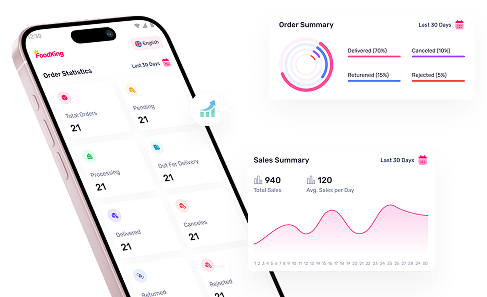 12:30
FoodKing
English
Order Statistics
Last 30 Days
Total Orders
21
Pending
21
Processing
21
Out For Delivery
21
Delivered
21
Canceles
21
Returned
Rejected
Order Summary
Last 30 Days
Delivered (70%)
Canceled (10%)
Returened (15%)
Rejected (5%)
Sales Summary
Last 30 Days
940
Total Sales
120
Avg. Sales per Day
1 2 3 4 5 6 7 8 9 10 11 12 13 14 15 16 17 18 19 20 21 22 23 24 25 26 27 28 29 30